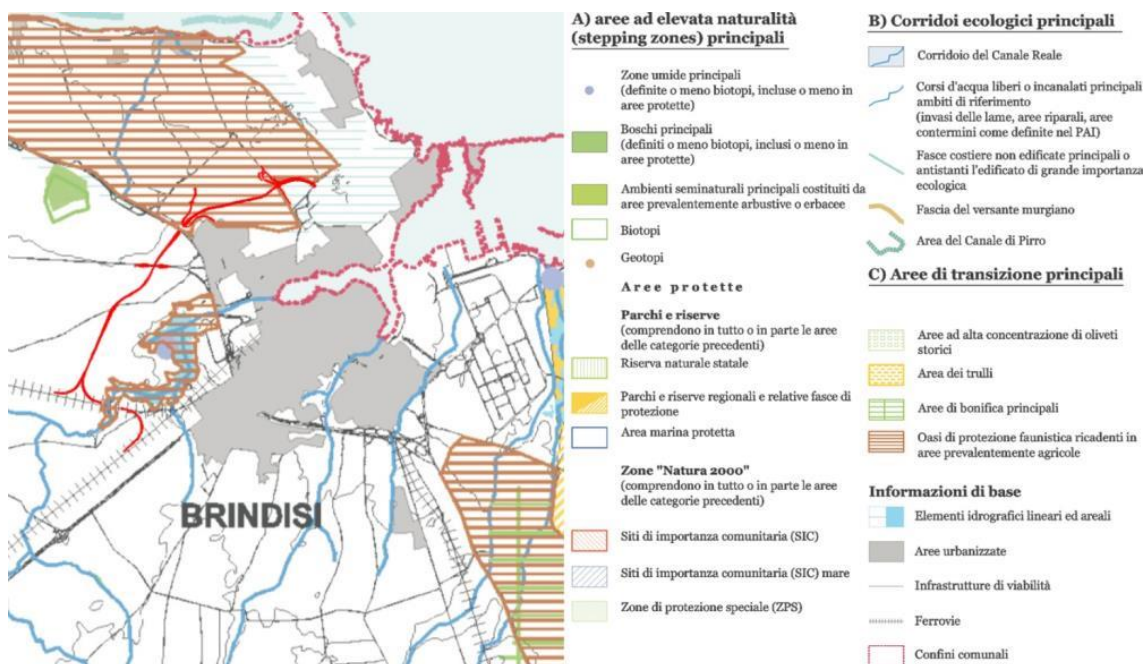 BRINDISI
A) aree ad elevata naturalità
(stepping zones) principali
Zone umide principali
(definite o meno biotopi, incluse o meno in
aree protette)
Boschi principali
(definiti o meno biotopi, inclusi o meno in
aree protette)
Ambienti seminaturali principali costituiti da
aree prevalentemente arbustive o erbacee
Biotopi
Geotopi
Aree protette
Parchi e riserve
(comprendono in tutto o in parte le aree
delle categorie precedenti)
Riserva naturale statale
Parchi e riserve regionali e relative fasce di
protezione
Area marina protetta
Zone "Natura 2000"
(comprendono in tutto o in parte le aree
delle categorie precedenti)
Siti di importanza comunitaria (SIC)
Siti di importanza comunitaria (SIC) mare
Zone di protezione speciale (ZPS)
B) Corridoi ecologici principali
Corridoio del Canale Reale
Corsi d'acqua liberi o incanalati principali
ambiti di riferimento
(invasi delle lame, aree riparali, aree
contermini come definite nel PAI)
Fasce costiere non edificate principali o
antistanti l'edificato di grande importanza
ecologica
Fascia del versante murgiano
Area del Canale di Pirro
C) Aree di transizione principali
Aree ad alta concentrazione di oliveti
storici
Area dei trulli
Aree di bonifica principali
Oasi di protezione faunistica ricadenti in
aree prevalentemente agricole
Informazioni di base
Elementi idrografici lineari ed areali
Aree urbanizzate
Infrastrutture di viabilità
Ferrovie
Confini comunali